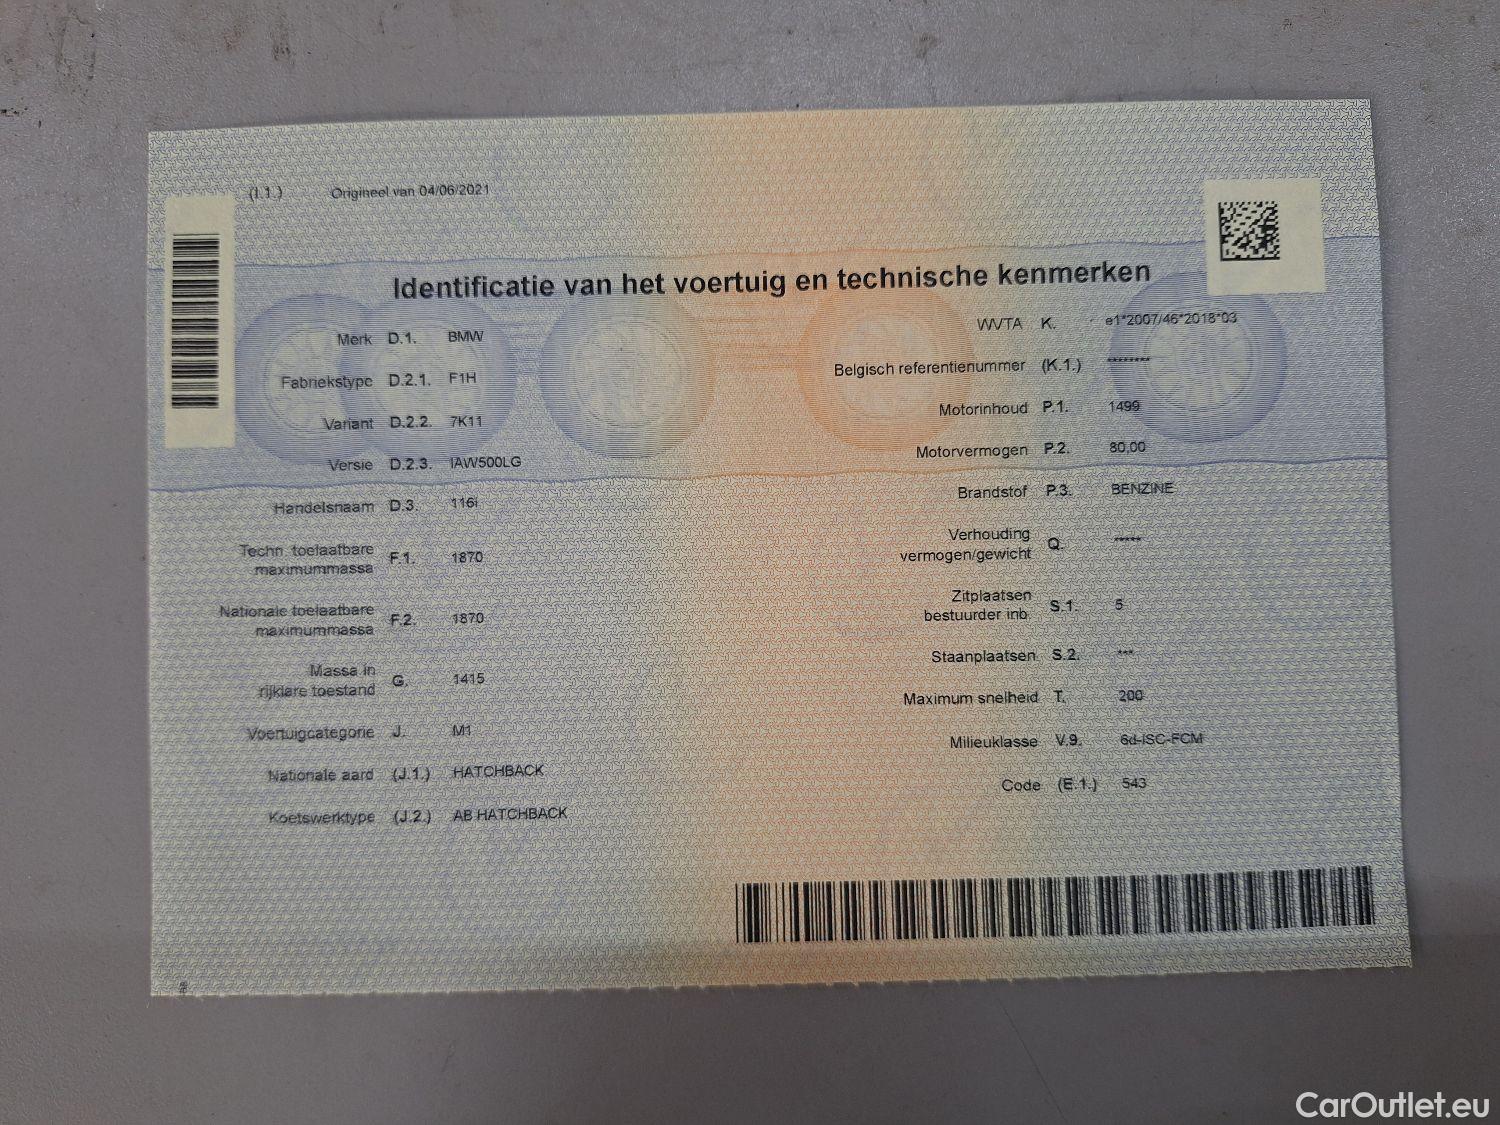 (I.1.) Origineel van 04/06/2021
Identificatie van het voertuig en technische kenmerken
Merk D.1. BMW
Fabriekstype D.2.1. F1H
Variant D.2.2. 7K11
Versie D.2.3. IAW500LG
Handelsnaam D.3. 116i
Techn. toelaatbare
maximummassa F.1. 1870
Nationale toelaatbare
maximummassa F.2. 1870
Massa in
rijklare toestand G. 1415
Voertuigcategorie J. M1
Nationale aard (J.1.) HATCHBACK
Koetswerktype (J.2.) AB HATCHBACK
WVTA K. e1*2007/46*2018*03
Belgisch referentienummer (K.1.) ********
Motorinhoud P.1. 1499
Motorvermogen P.2. 80,00
Brandstof P.3. BENZINE
Verhouding
vermogen/gewicht Q. *****
Zitplaatsen
bestuurder inb. S.1. 5
Staanplaatsen S.2. ***
Maximum snelheid T. 200
Milieuklasse V.9. 6d-ISC-FCM
Code (E.1.) 543
CarOutlet.eu